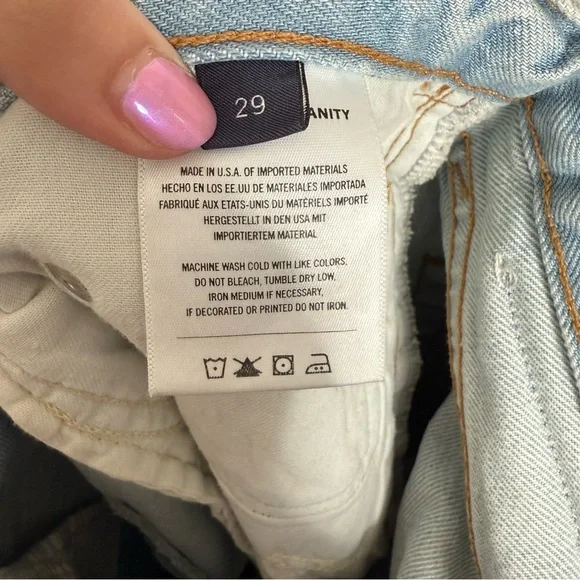 29
ANITY
MADE IN U.S.A. OF IMPORTED MATERIALS
HECHO EN LOS EE.UU DE MATERIALES IMPORTADA
FABRIQUÉ AUX ETATS-UNIS DU MATÉRIELS IMPORTÉ
HERGESTELLT IN DEN USA MIT
IMPORTIERTEM MATERIAL
MACHINE WASH COLD WITH LIKE COLORS,
DO NOT BLEACH, TUMBLE DRY LOW,
IRON MEDIUM IF NECESSARY,
IF DECORATED OR PRINTED DO NOT IRON.